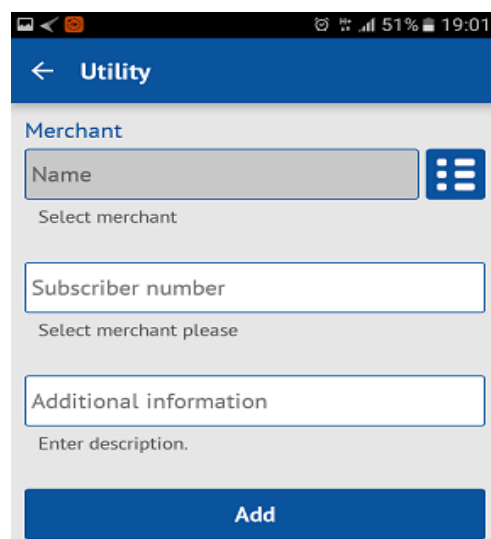 51% 19:01
Utility
Merchant
Name
Select merchant
Subscriber number
Select merchant please
Additional information
Enter description.
Add